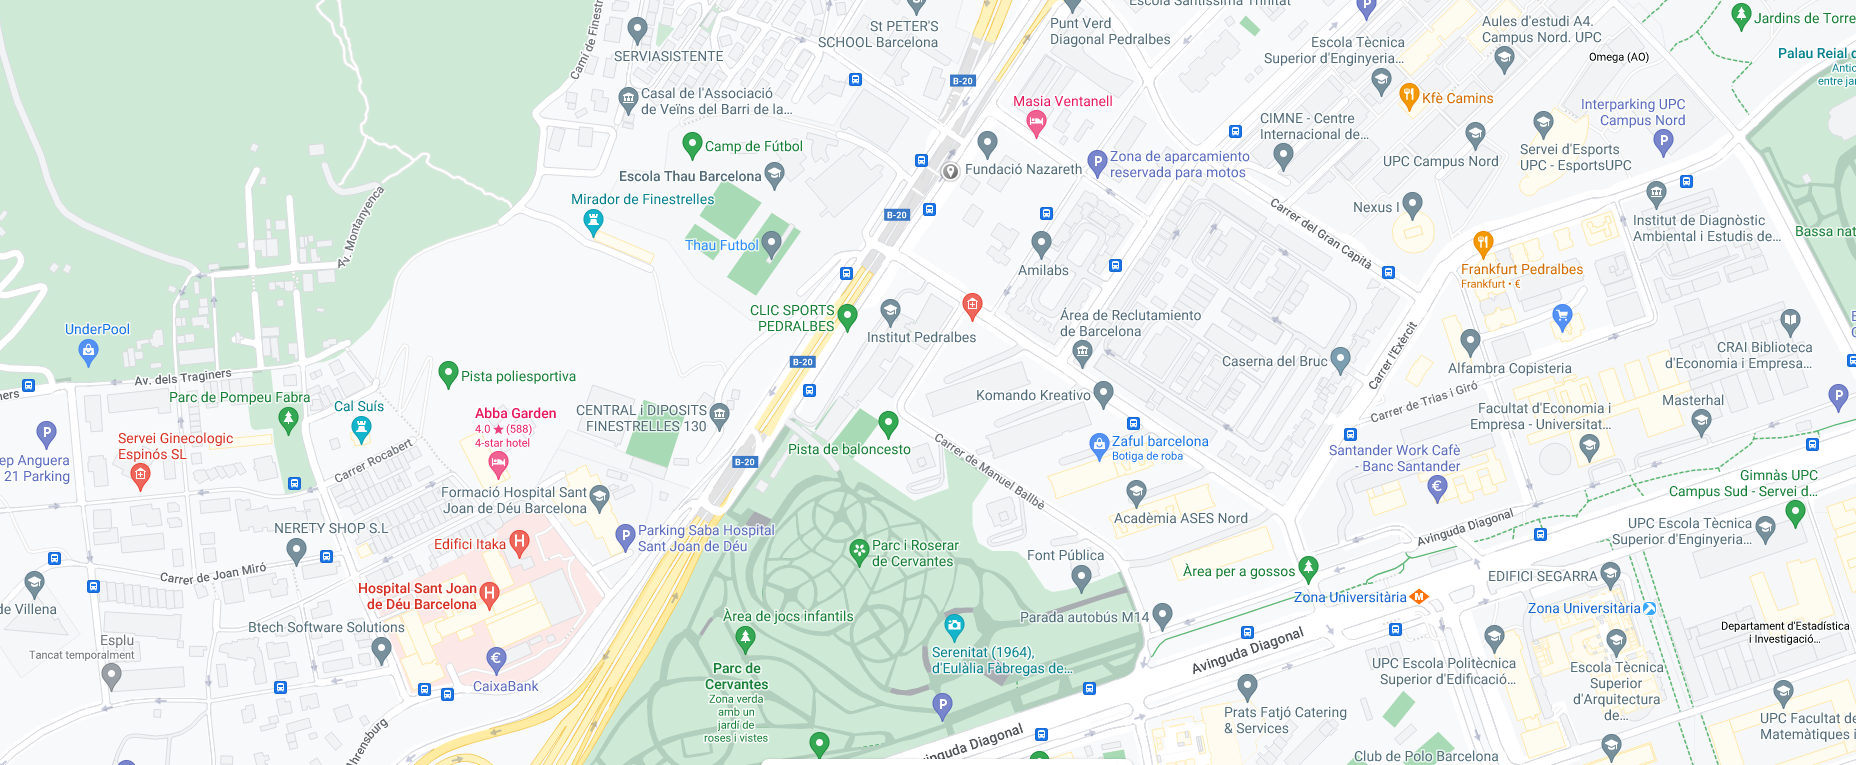 Camí de Finestr
SERVIASISTENTE
St PETER'S
SCHOOL Barcelona
Escola Santíssima Trinitat
Punt Verd
Diagonal Pedralbes
Escola Tècnica
Superior d'Enginyeria...
Aules d'estudi A4.
Campus Nord. UPC
Omega (AO)
Jardins de Torre
Palau Reial
Antic
entre jar
Casal de l'Associació
de Veïns del Barri de la...
B-20
Masia Ventanell
Kfè Camins
Interparking UPC
Campus Nord
CIMNE - Centre
Internacional de...
Camp de Fútbol
Escola Thau Barcelona
Fundació Nazareth
Zona de aparcamiento
reservada para motos
UPC Campus Nord
Servei d'Esports
UPC - EsportsUPC
Mirador de Finestrelles
B-20
Av. Montanyenca
Thau Futbol
Carrer del Gran Capità
Nexus I
Institut de Diagnòstic
Ambiental i Estudis de...
Bassa nat
Amilabs
Frankfurt Pedralbes
Frankfurt • €
CLIC SPORTS
PEDRALBES
Institut Pedralbes
Área de Reclutamiento
de Barcelona
UnderPool
B-20
Caserna del Bruc
Carrer l'Exèrcit
Alfambra Copisteria
CRAI Biblioteca
d'Economia i Empresa...
Av. dels Traginers
ners
Pista poliesportiva
Parc de Pompeu Fabra
Cal Suís
Abba Garden
4.0 ★ (588)
4-star hotel
CENTRAL i DIPOSITS
FINESTRELLES 130
Komando Kreativo
Carrer de Trias i Giró
Masterhal
Facultat d'Economia i
Empresa - Universitat...
Servei Ginecologic
Espinós SL
ep Anguera
21 Parking
Carrer Rocabert
B-20
Pista de baloncesto
Carrer de Manuel Ballbè
Zaful barcelona
Botiga de roba
Santander Work Cafè
- Banc Santander
Gimnàs UPC
Campus Sud - Servei d...
Formació Hospital Sant
Joan de Déu Barcelona
Acadèmia ASES Nord
Avinguda Diagonal
UPC Escola Tècnica
Superior d'Enginyeria...
NERETY SHOP S.L
Edifici Itaka
Parking Saba Hospital
Sant Joan de Déu
Parc i Roserar
de Cervantes
Font Pública
Àrea per a gossos
EDIFICI SEGARRA
Carrer de Joan Miró
Hospital Sant Joan
de Déu Barcelona
Zona Universitària
Zona Universitària
de Villena
Àrea de jocs infantils
Parada autobús M14
Btech Software Solutions
Departament d'Estadística
i Investigació...
Esplu
Tancat temporalment
Serenitat (1964),
d'Eulàlia Fàbregas de...
Avinguda Diagonal
UPC Escola Politècnica
Superior d'Edificació...
Escola Tècnica
Superior
d'Arquitectura
de...
Parc de
Cervantes
Zona verda
amb un
jardí de
roses i vistes
CaixaBank
Prats Fatjó Catering
& Services
UPC Facultat de
Matemàtiques i
Ahrensburg
Avinguda Diagonal
Club de Polo Barcelona